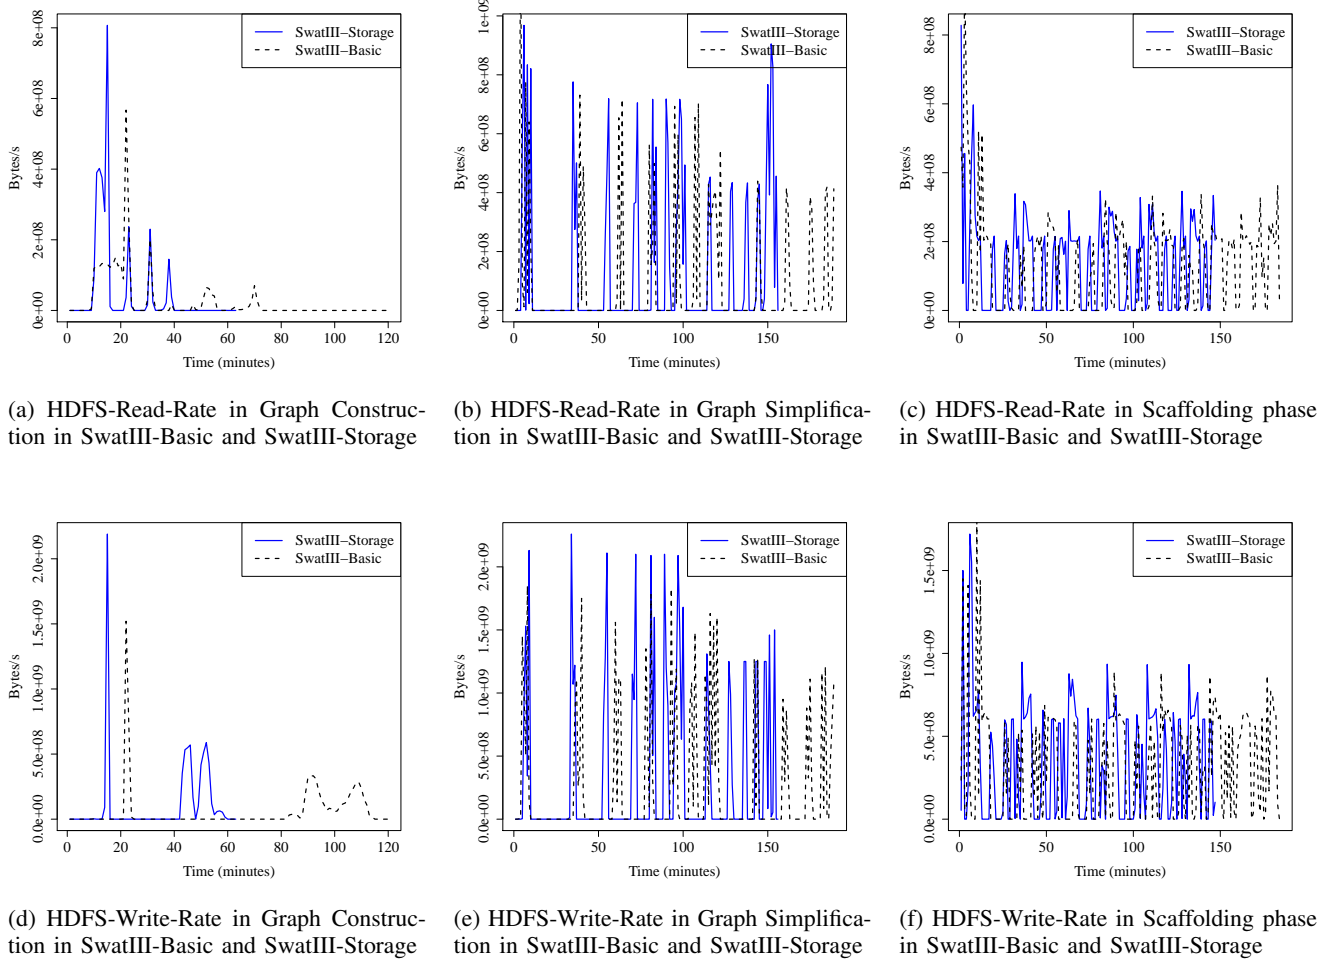 SwatIII−Storage
SwatIII−Basic
Bytes/s
0e+00 2e+08 4e+08 6e+08 8e+08
0 20 40 60 80 100 120
Time (minutes)
(a) HDFS-Read-Rate in Graph Construc-
tion in SwatIII-Basic and SwatIII-Storage
SwatIII−Storage
SwatIII−Basic
Bytes/s
0e+00 2e+08 4e+08 6e+08 8e+08 1e+09
0 50 100 150
Time (minutes)
(b) HDFS-Read-Rate in Graph Simplifica-
tion in SwatIII-Basic and SwatIII-Storage
SwatIII−Storage
SwatIII−Basic
Bytes/s
0e+00 2e+08 4e+08 6e+08 8e+08
0 50 100 150
Time (minutes)
(c) HDFS-Read-Rate in Scaffolding phase
in SwatIII-Basic and SwatIII-Storage
SwatIII−Storage
SwatIII−Basic
Bytes/s
0.0e+00 5.0e+08 1.0e+09 1.5e+09 2.0e+09
0 20 40 60 80 100 120
Time (minutes)
(d) HDFS-Write-Rate in Graph Construc-
tion in SwatIII-Basic and SwatIII-Storage
SwatIII−Storage
SwatIII−Basic
Bytes/s
0.0e+00 5.0e+08 1.0e+09 1.5e+09 2.0e+09
0 50 100 150
Time (minutes)
(e) HDFS-Write-Rate in Graph Simplifica-
tion in SwatIII-Basic and SwatIII-Storage
SwatIII−Storage
SwatIII−Basic
Bytes/s
0.0e+00 5.0e+08 1.0e+09 1.5e+09
0 50 100 150
Time (minutes)
(f) HDFS-Write-Rate in Scaffolding phase
in SwatIII-Basic and SwatIII-Storage